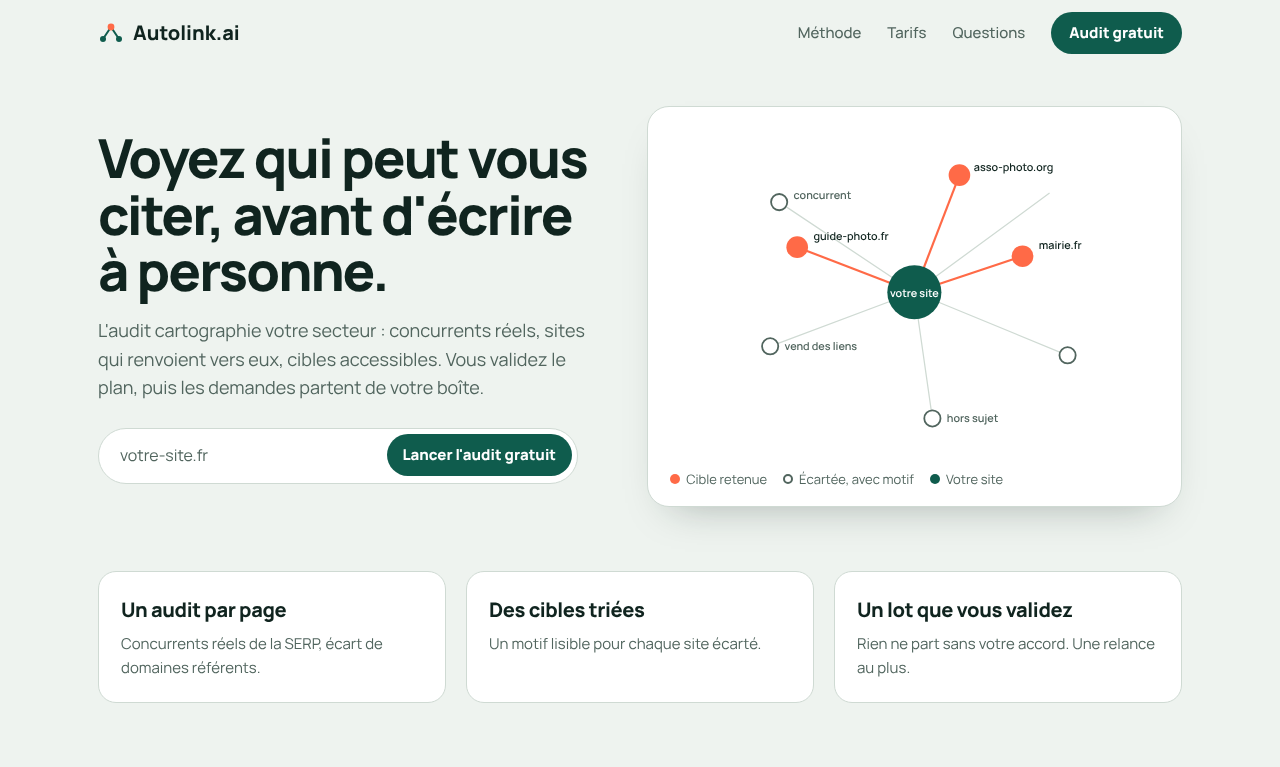 Autolink.ai
Méthode
Tarifs
Questions
Audit gratuit
Voyez qui peut vous
citer, avant d'écrire
à personne.
L'audit cartographie votre secteur : concurrents réels, sites
qui renvoient vers eux, cibles accessibles. Vous validez le
plan, puis les demandes partent de votre boîte.
votre-site.fr
Lancer l'audit gratuit
asso-photo.org
concurrent
guide-photo.fr
mairie.fr
votre site
vend des liens
hors sujet
Cible retenue
Écartée, avec motif
Votre site
Un audit par page
Concurrents réels de la SERP, écart de
domaines référents.
Des cibles triées
Un motif lisible pour chaque site écarté.
Un lot que vous validez
Rien ne part sans votre accord. Une relance
au plus.